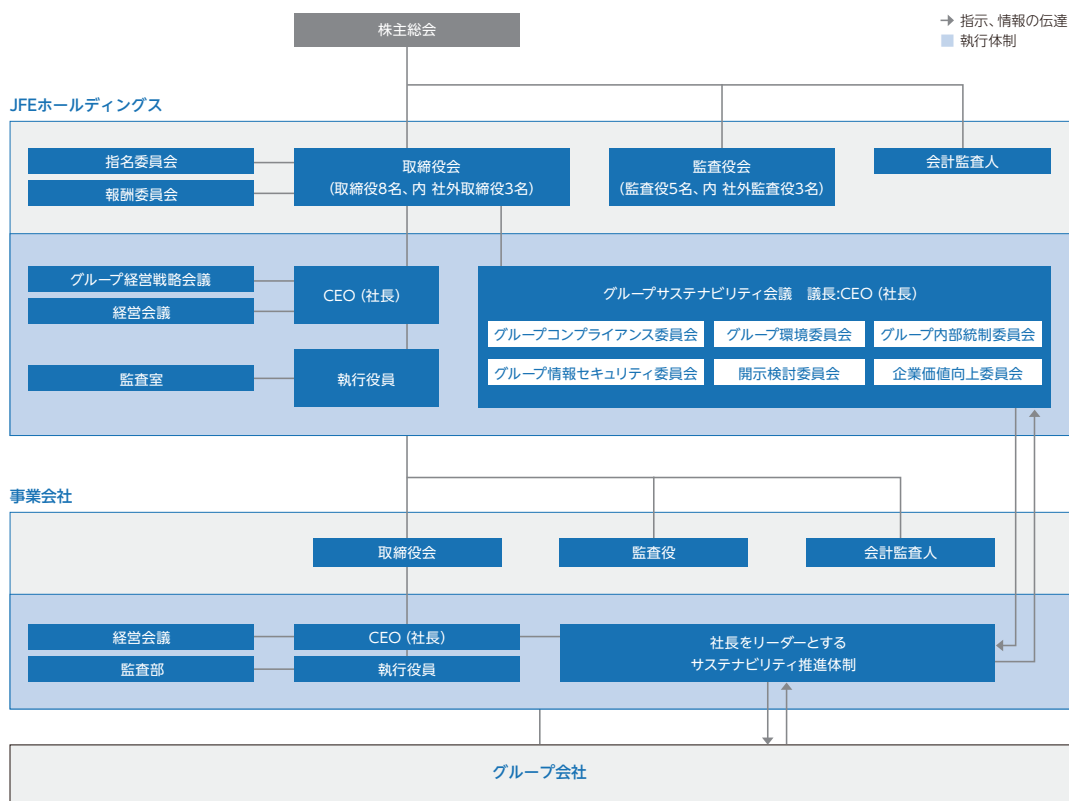 株主総会
指示、情報の伝達
執行体制
JFEホールディングス
指名委員会
報酬委員会
取締役会
（取締役8名、内 社外取締役3名）
監査役会
（監査役5名、内 社外監査役3名）
会計監査人
グループ経営戦略会議
経営会議
CEO（社長）
監査室
執行役員
グループサステナビリティ会議　議長:CEO（社長）
グループコンプライアンス委員会
グループ環境委員会
グループ内部統制委員会
グループ情報セキュリティ委員会
開示検討委員会
企業価値向上委員会
事業会社
取締役会
監査役
会計監査人
経営会議
CEO（社長）
監査部
執行役員
社長をリーダーとする
サステナビリティ推進体制
グループ会社